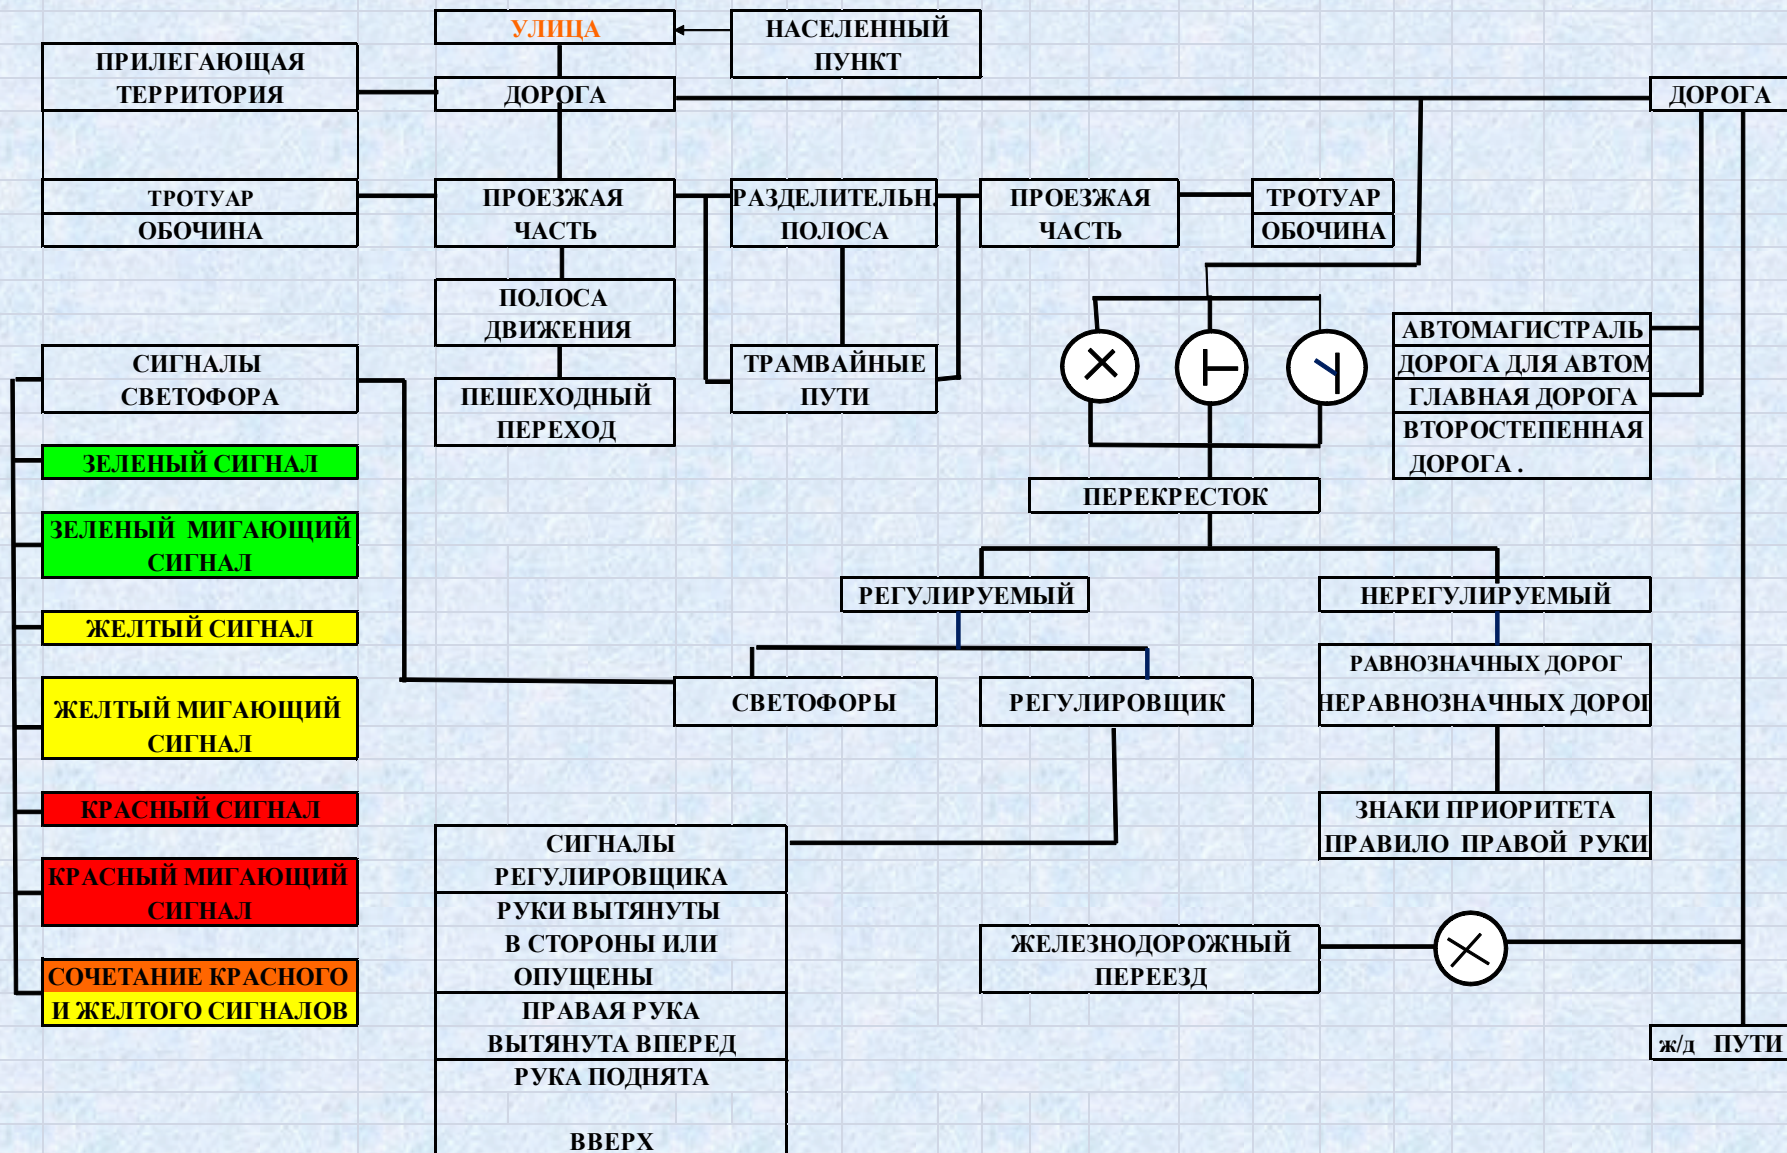 УЛИЦА
НАСЕЛЕННЫЙ
ПУНКТ
ПРИЛЕГАЮЩАЯ
ТЕРРИТОРИЯ
ДОРОГА
ДОРОГА
ТРОТУАР
ОБОЧИНА
ПРОЕЗЖАЯ
ЧАСТЬ
РАЗДЕЛИТЕЛЬН.
ПОЛОСА
ПРОЕЗЖАЯ
ЧАСТЬ
ТРОТУАР
ОБОЧИНА
ПОЛОСА
ДВИЖЕНИЯ
ПЕШЕХОДНЫЙ
ПЕРЕХОД
ТРАМВАЙНЫЕ
ПУТИ
АВТОМАГИСТРАЛЬ
ДОРОГА ДЛЯ АВТОМ
ГЛАВНАЯ ДОРОГА
ВТОРОСТЕПЕННАЯ
ДОРОГА .
СИГНАЛЫ
СВЕТОФОРА
ЗЕЛЕНЫЙ СИГНАЛ
ЗЕЛЕНЫЙ МИГАЮЩИЙ
СИГНАЛ
ЖЕЛТЫЙ СИГНАЛ
ЖЕЛТЫЙ МИГАЮЩИЙ
СИГНАЛ
КРАСНЫЙ СИГНАЛ
КРАСНЫЙ МИГАЮЩИЙ
СИГНАЛ
СОЧЕТАНИЕ КРАСНОГО
И ЖЕЛТОГО СИГНАЛОВ
ПЕРЕКРЕСТОК
РЕГУЛИРУЕМЫЙ
НЕРЕГУЛИРУЕМЫЙ
СВЕТОФОРЫ
РЕГУЛИРОВЩИК
РАВНОЗНАЧНЫХ ДОРОГ
НЕРАВНОЗНАЧНЫХ ДОРОГ
ЗНАКИ ПРИОРИТЕТА
ПРАВИЛО ПРАВОЙ РУКИ
СИГНАЛЫ
РЕГУЛИРОВЩИКА
РУКИ ВЫТЯНУТЫ
В СТОРОНЫ ИЛИ
ОПУЩЕНЫ
ПРАВАЯ РУКА
ВЫТЯНУТА ВПЕРЕД
РУКА ПОДНЯТА
ВВЕРХ
ЖЕЛЕЗНОДОРОЖНЫЙ
ПЕРЕЕЗД
ж/д ПУТИ